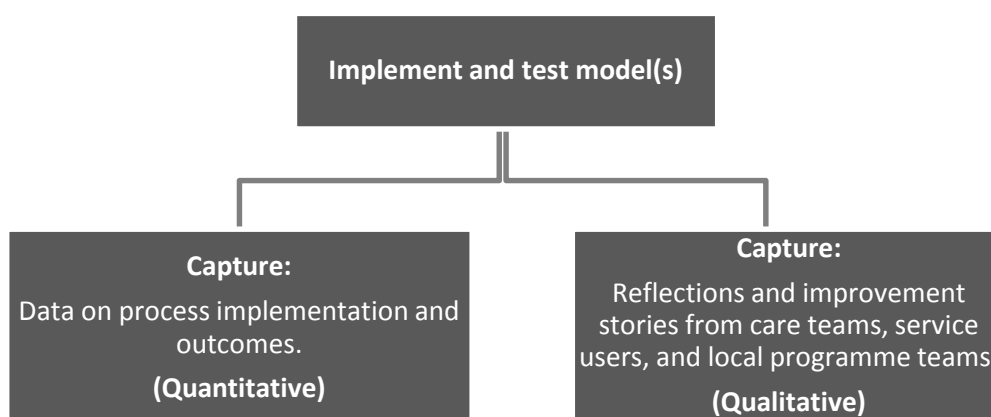 Implement and test model(s)
Capture:
Data on process implementation and
outcomes.
(Quantitative)
Capture:
Reflections and improvement
stories from care teams, service
users, and local programme teams
(Qualitative)